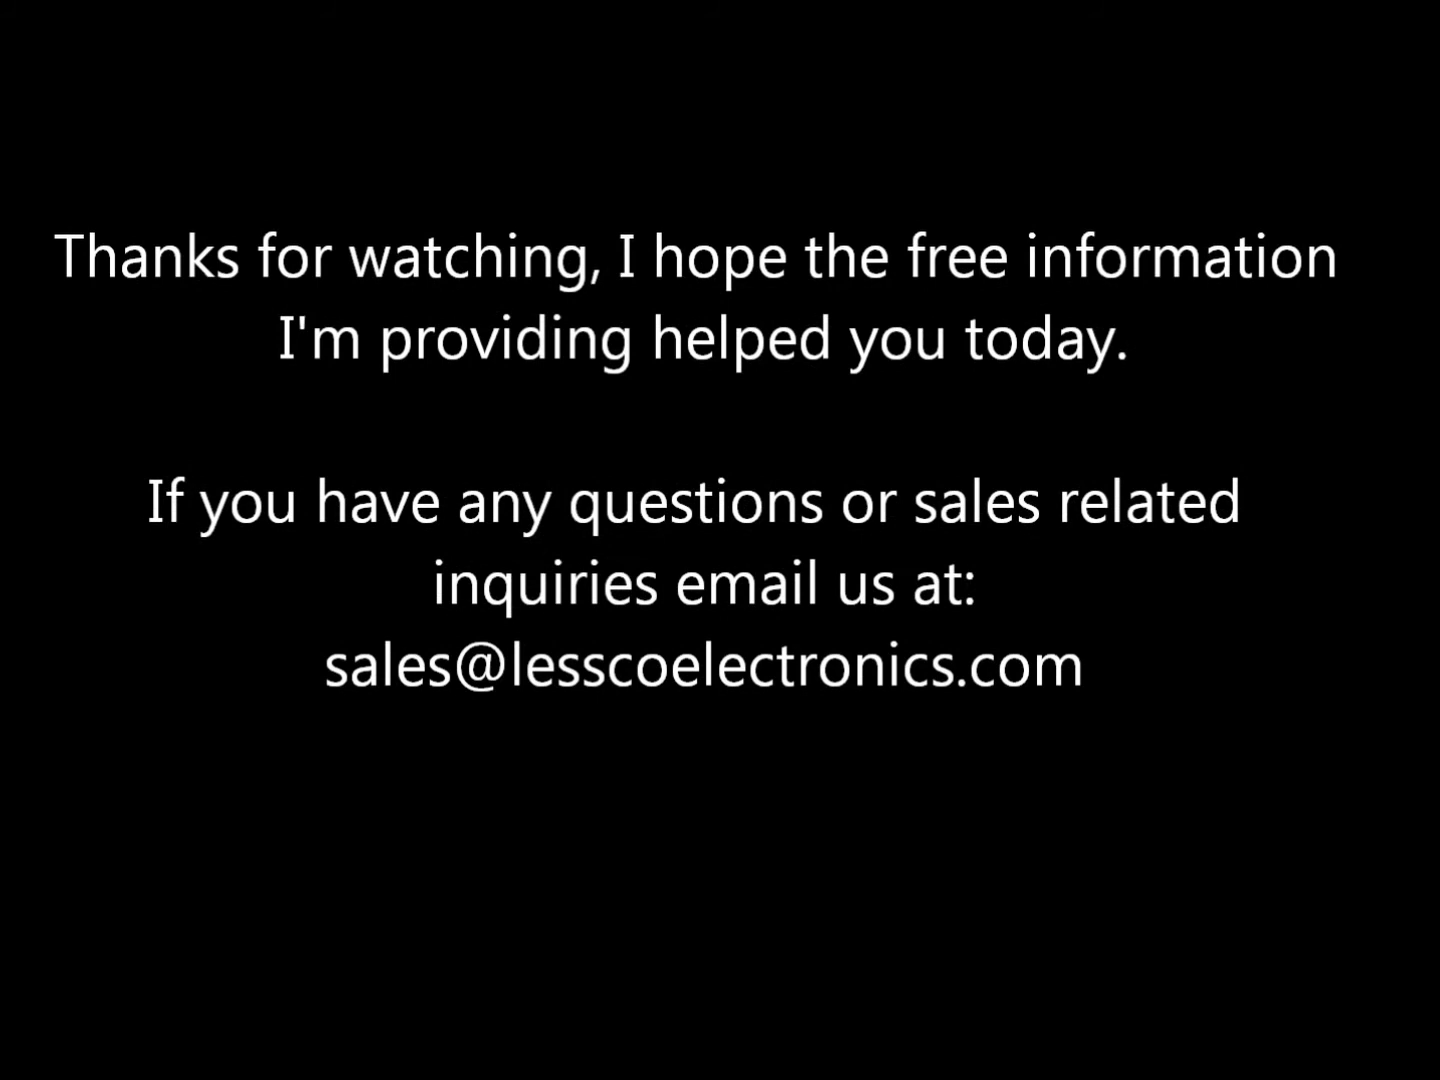 Thanks for watching, I hope the free information
I'm providing helped you today.
If you have any questions or sales related
inquiries email us at:
sales@lesscoelectronics.com